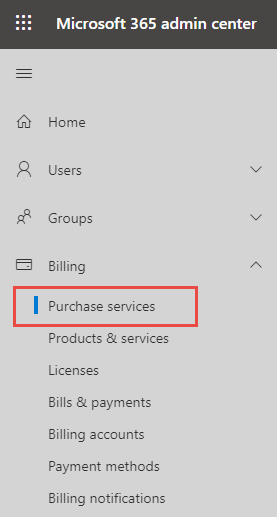 Microsoft 365 admin center
Home
Users
Groups
Billing
Purchase services
Products & services
Licenses
Bills & payments
Billing accounts
Payment methods
Billing notifications